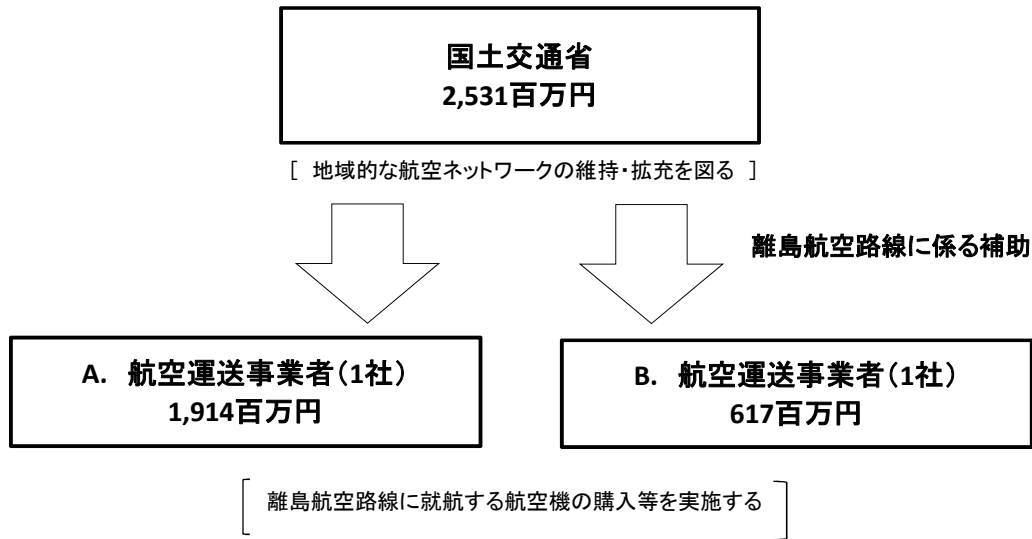 国土交通省
2,531百万円
[ 地域的な航空ネットワークの維持・拡充を図る ]
離島航空路線に係る補助
A. 航空運送事業者(1社)
1,914百万円
B. 航空運送事業者(1社)
617百万円
離島航空路線に就航する航空機の購入等を実施する